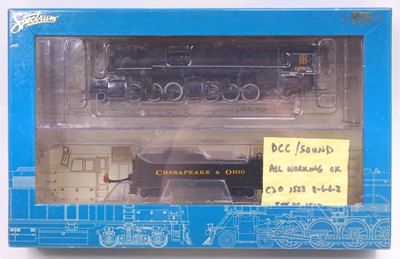 Spectrum
CHESAPEAKE & OHIO
DCC/SOUND
ALL WORKING OK
C&O 1523 2-6-6-2